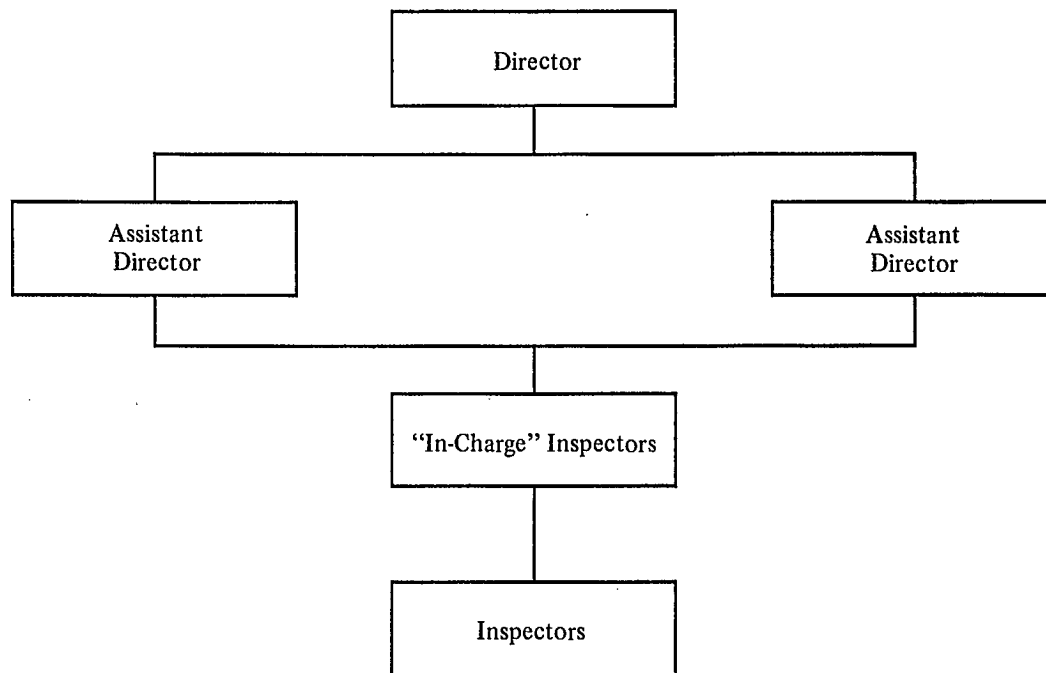 Director
Assistant
Director
Assistant
Director
“In-Charge” Inspectors
Inspectors